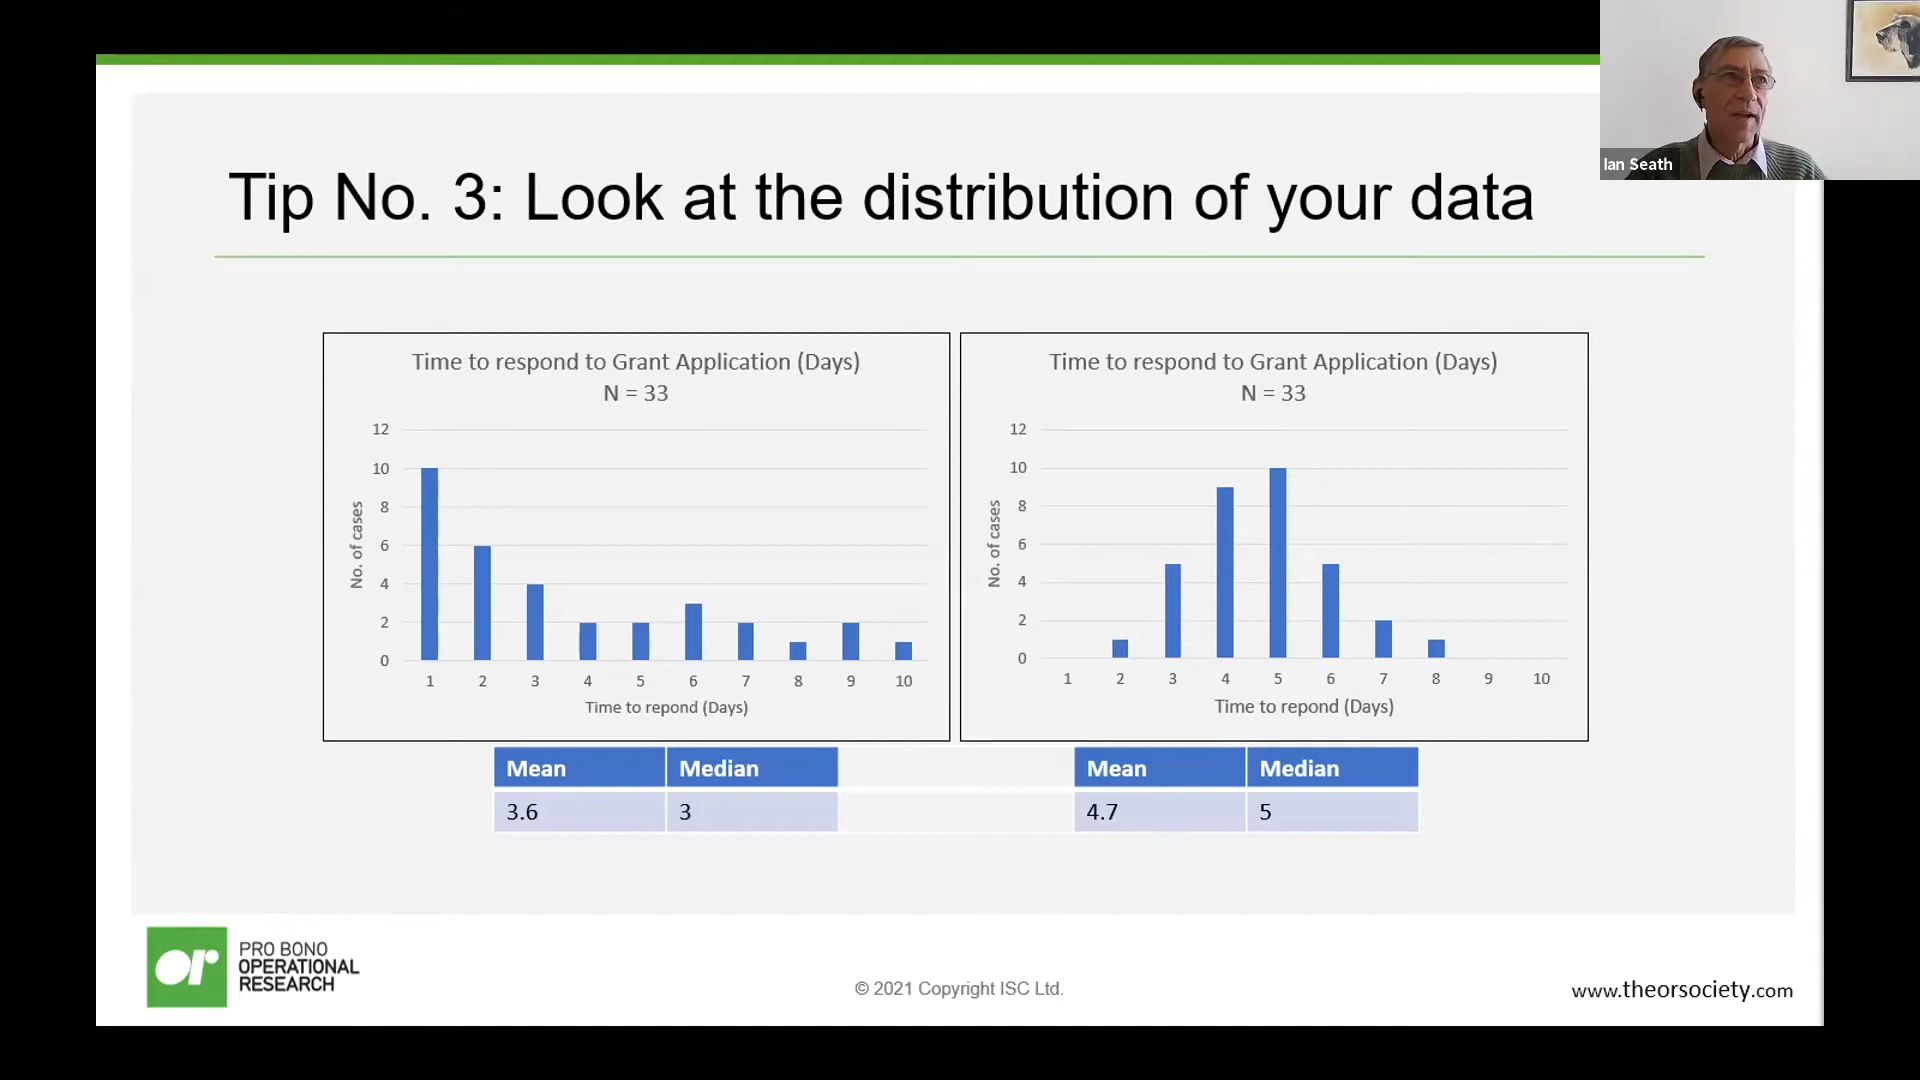 Ian Seath
Tip No. 3: Look at the distribution of your data
Time to respond to Grant Application (Days)
N = 33
12
10
8
6
4
2
0
No. of cases
1 2 3 4 5 6 7 8 9 10
Time to repond (Days)
Time to respond to Grant Application (Days)
N = 33
12
10
8
6
4
2
0
No. of cases
1 2 3 4 5 6 7 8 9 10
Time to repond (Days)
Mean Median
3.6 3
Mean Median
4.7 5
or
PRO BONO
OPERATIONAL
RESEARCH
© 2021 Copyright ISC Ltd.
www.theorsociety.com